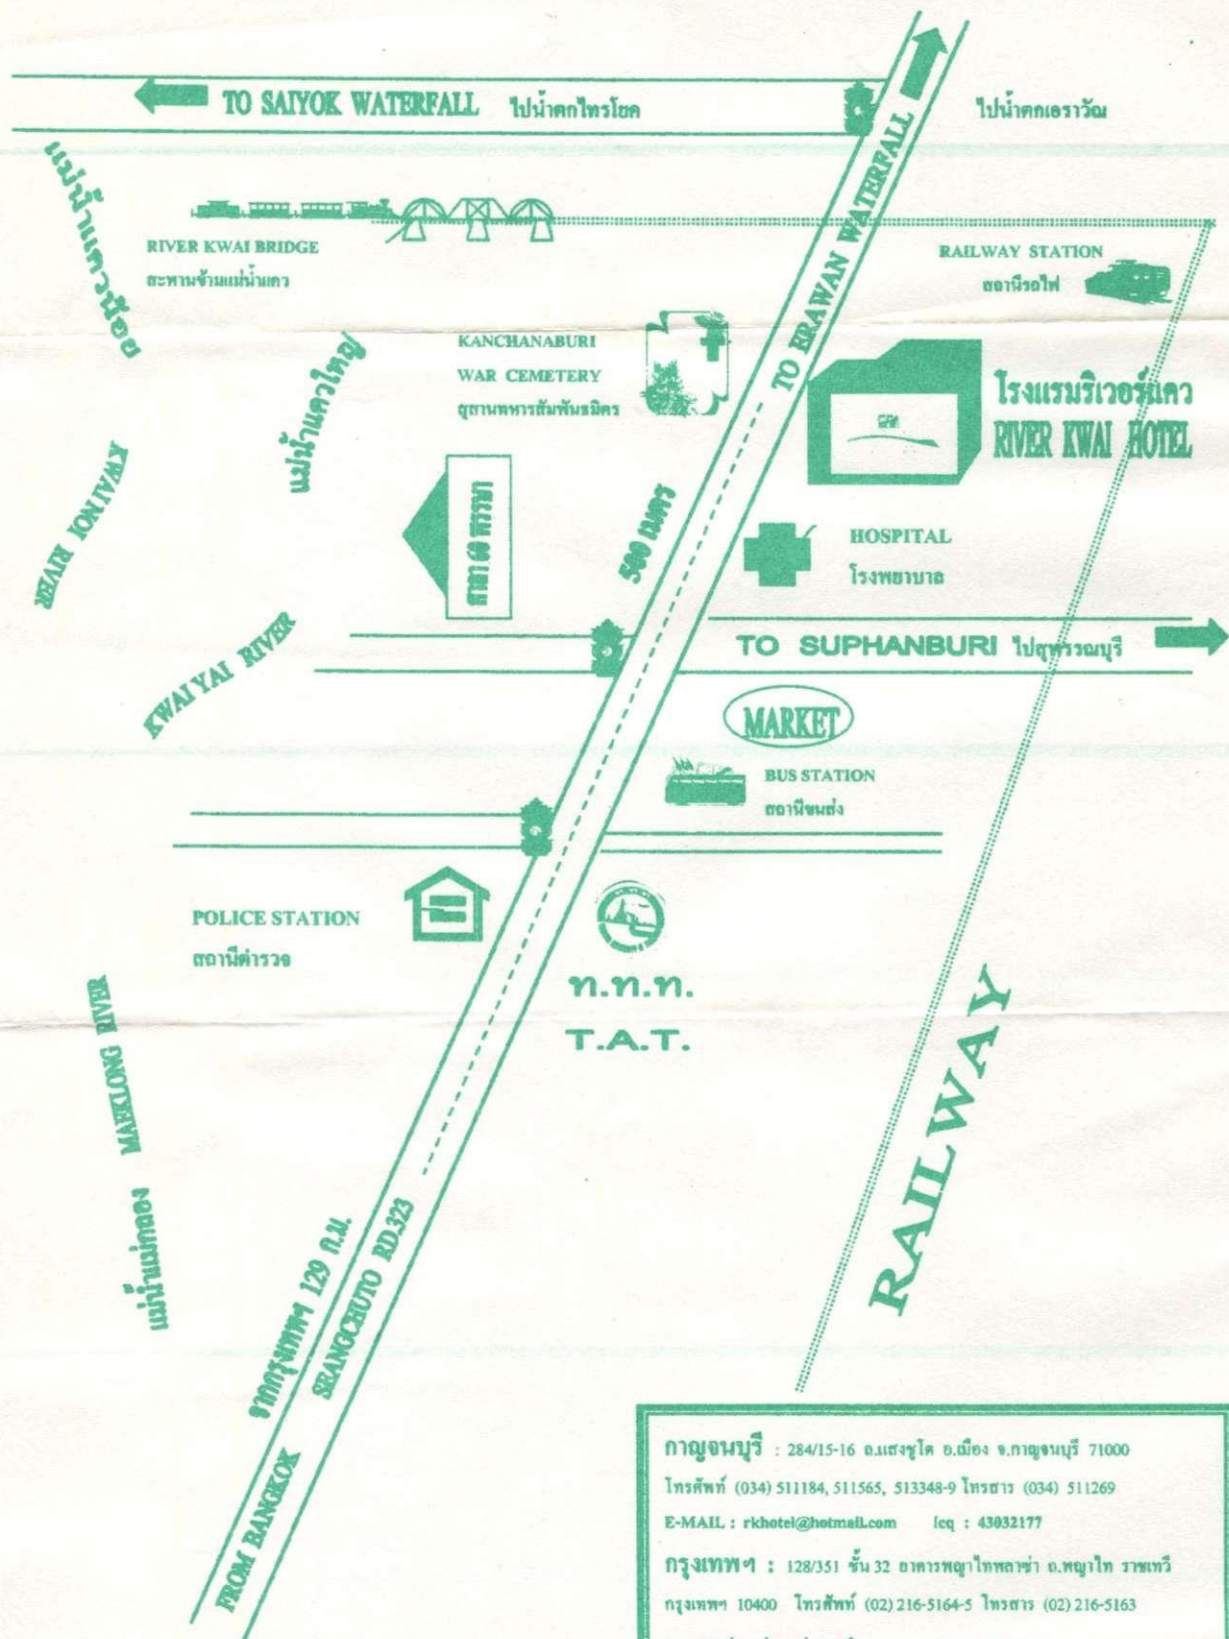 TO SAIYOK WATERFALL ไปน้ำตกไทรโยค
ไปน้ำตกเอราวัณ
TO ERAWAN WATERFALL
แม่น้ำแควน้อย
RIVER KWAI BRIDGE
สะพานข้ามแม่น้ำแคว
RAILWAY STATION
สถานีรถไฟ
แม่น้ำแควใหญ่
KANCHANABURI
WAR CEMETERY
สุสานทหารสัมพันธมิตร
โรงแรมริเวอร์แคว
RIVER KWAI HOTEL
KWAI NOI RIVER
ศาลา 60 พรรษา
500 เมตร
HOSPITAL
โรงพยาบาล
KWAI YAI RIVER
TO SUPHANBURI ไปสุพรรณบุรี
MARKET
BUS STATION
สถานีขนส่ง
POLICE STATION
สถานีตำรวจ
ท.ท.ท.
T.A.T.
MAEKLONG RIVER
แม่น้ำแม่กลอง
RAILWAY
จากกรุงเทพฯ 129 ก.ม.
SEANGCHUTO RD.323
FROM BANGKOK
กาญจนบุรี : 284/15-16 ถ.แสงชูโต อ.เมือง จ.กาญจนบุรี 71000
โทรศัพท์ (034) 511184, 511565, 513348-9 โทรสาร (034) 511269
E-MAIL : rkhotel@hotmail.com Icq : 43032177
กรุงเทพฯ : 128/351 ชั้น 32 อาคารพญาไทพลาซ่า ถ.พญาไท ราชเทวี
กรุงเทพฯ 10400 โทรศัพท์ (02) 216-5164-5 โทรสาร (02) 216-5163